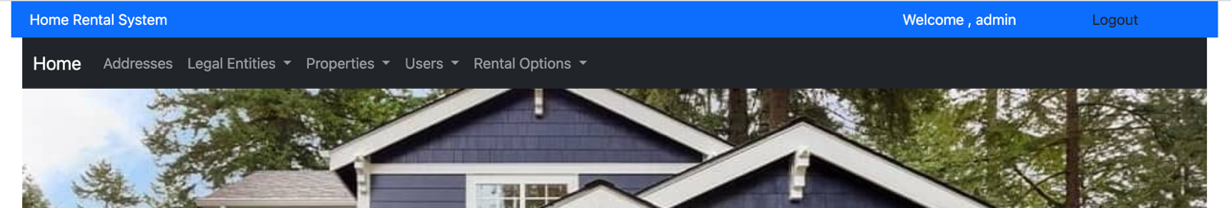 Home Rental System Welcome , admin Logout
Home Addresses Legal Entities Properties Users Rental Options